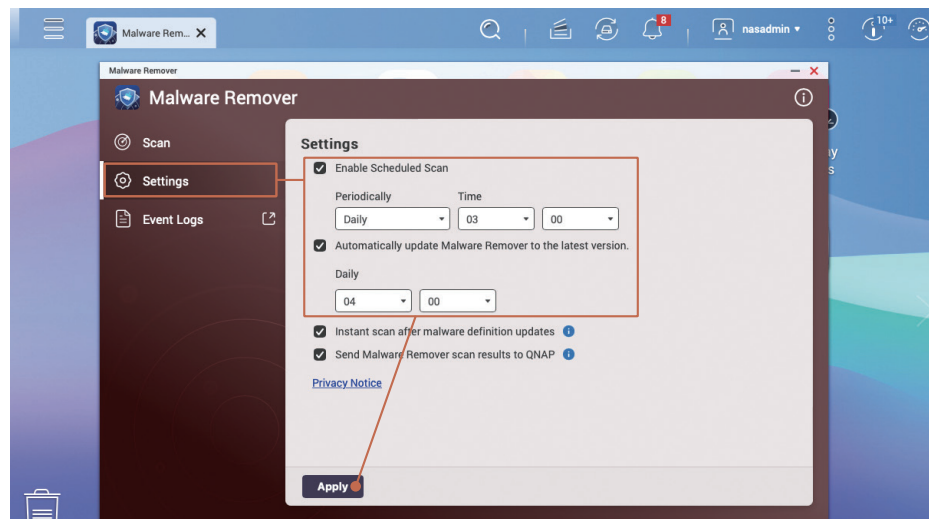 Malware Rem...
8
nasadmin
10+
Malware Remover
Malware Remover
Scan
Settings
Event Logs
Settings
Enable Scheduled Scan
Periodically Time
Daily 03 00
Automatically update Malware Remover to the latest version.
Daily
04 00
Instant scan after malware definition updates
Send Malware Remover scan results to QNAP
Privacy Notice
Apply